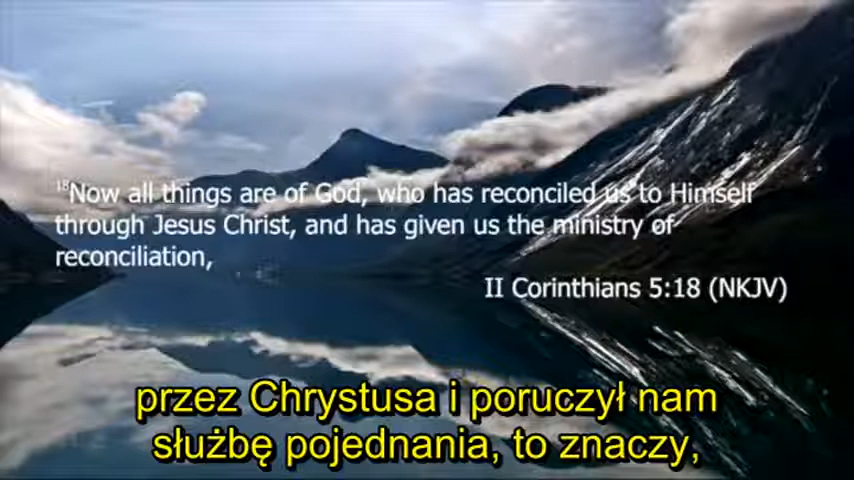 18Now all things are of God, who has reconciled us to Himself
through Jesus Christ, and has given us the ministry of
reconciliation,
II Corinthians 5:18 (NKJV)
przez Chrystusa i poruczył nam
służbę pojednania, to znaczy,